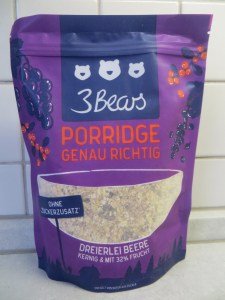 3Bears
PORRIDGE
GENAU RICHTIG
OHNE
ZUCKERZUSATZ
DREIERLEI BEERE
KERNIG & MIT 32% FRUCHT